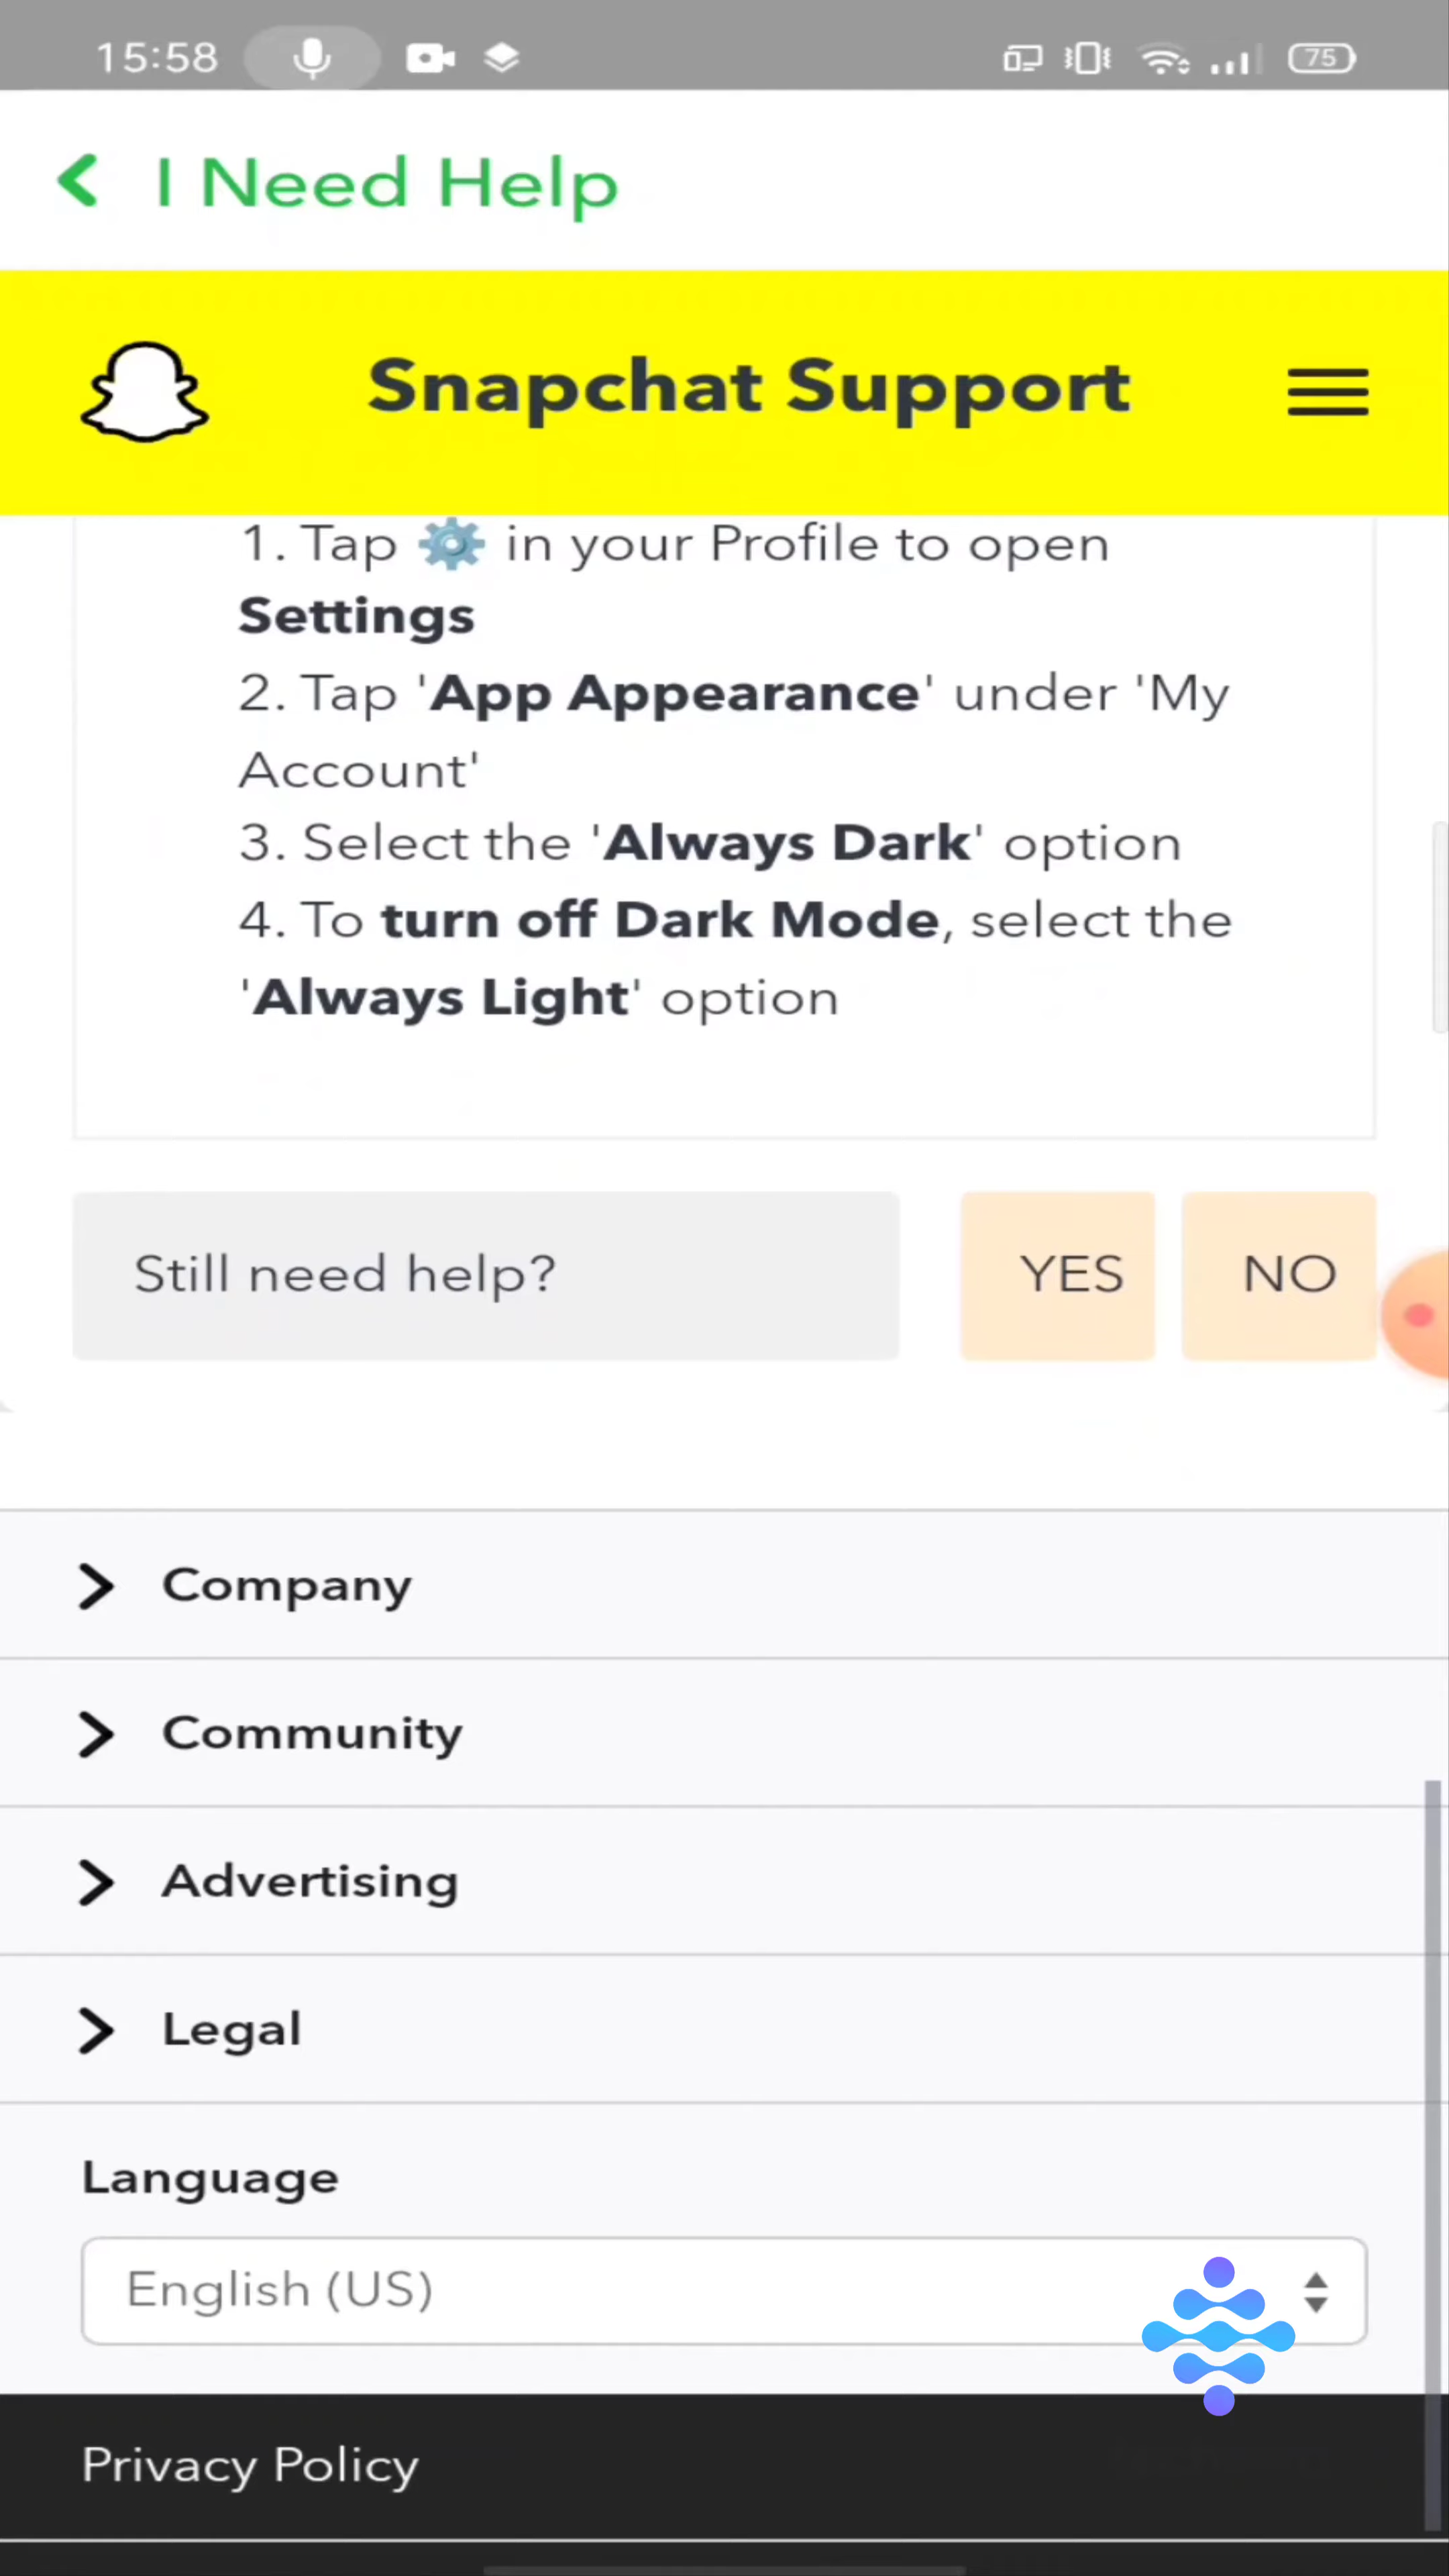 15:58
75
I Need Help
Snapchat Support
1. Tap ⚙️ in your Profile to open
Settings
2. Tap 'App Appearance' under 'My
Account'
3. Select the 'Always Dark' option
4. To turn off Dark Mode, select the
'Always Light' option
Still need help?
YES
NO
Company
Community
Advertising
Legal
Language
English (US)
Privacy Policy